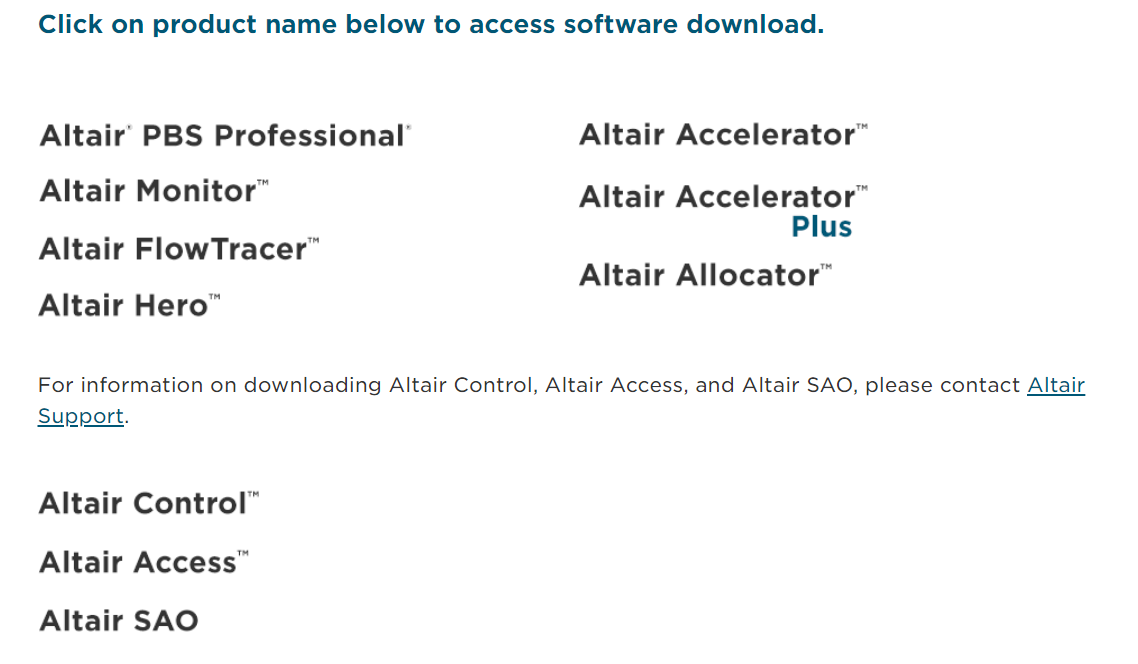 Click on product name below to access software download.
Altair® PBS Professional®
Altair Monitor™
Altair FlowTracer™
Altair Hero™
Altair Accelerator™
Altair Accelerator™
Plus
Altair Allocator™
For information on downloading Altair Control, Altair Access, and Altair SAO, please contact Altair
Support.
Altair Control™
Altair Access™
Altair SAO